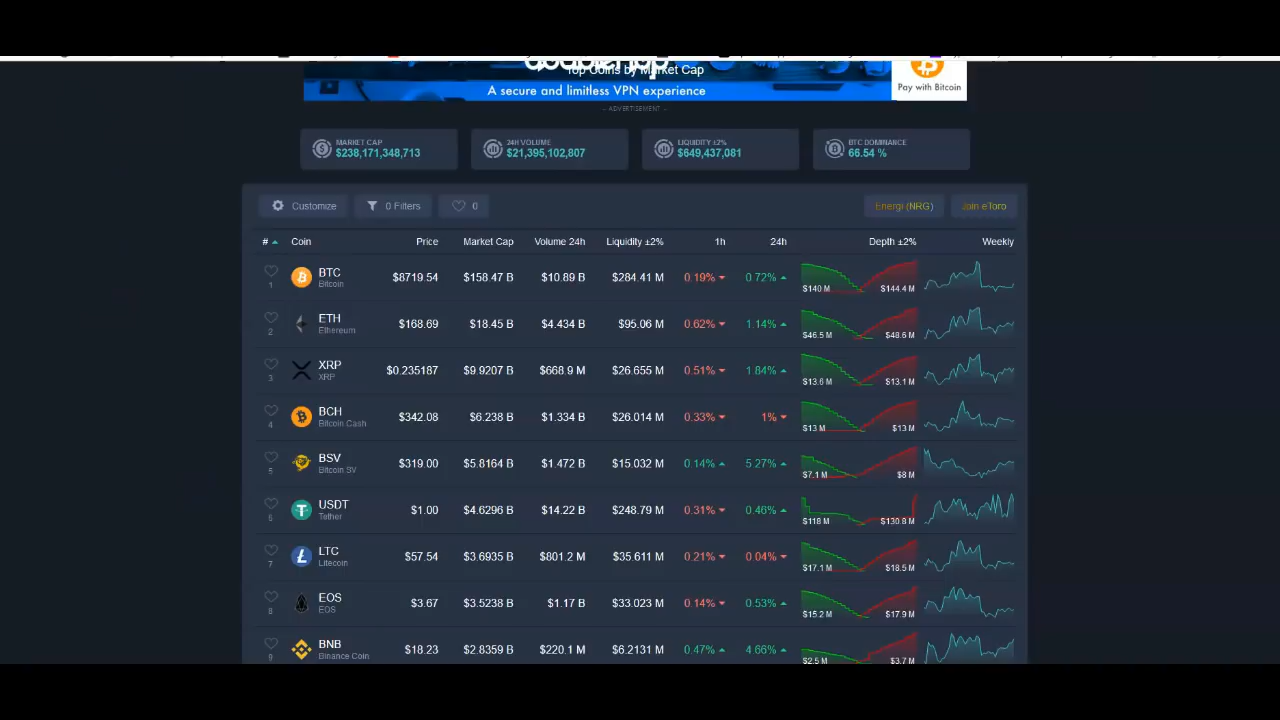 Top Coins by Market Cap
A secure and limitless VPN experience
Pay with Bitcoin
- ADVERTISEMENT -
MARKET CAP
$238,171,348,713
24H VOLUME
$21,395,102,807
LIQUIDITY ±2%
$649,437,081
BTC DOMINANCE
66.54 %
Customize 0 Filters 0 Energi (NRG) Join eToro
# Coin Price Market Cap Volume 24h Liquidity ±2% 1h 24h Depth ±2% Weekly
BTC
1 Bitcoin $8719.54 $158.47 B $10.89 B $284.41 M 0.19% 0.72% $140 M $144.4 M
ETH
2 Ethereum $168.69 $18.45 B $4.434 B $95.06 M 0.62% 1.14% $46.5 M $48.6 M
XRP
3 XRP $0.235187 $9.9207 B $668.9 M $26.655 M 0.51% 1.84% $13.6 M $13.1 M
BCH
4 Bitcoin Cash $342.08 $6.238 B $1.334 B $26.014 M 0.33% 1% $13 M $13 M
BSV
5 Bitcoin SV $319.00 $5.8164 B $1.472 B $15.032 M 0.14% 5.27% $7.1 M $8 M
USDT
6 Tether $1.00 $4.6296 B $14.22 B $248.79 M 0.31% 0.46% $118 M $130.8 M
LTC
7 Litecoin $57.54 $3.6935 B $801.2 M $35.611 M 0.21% 0.04% $17.1 M $18.5 M
EOS
8 EOS $3.67 $3.5238 B $1.17 B $33.023 M 0.14% 0.53% $15.2 M $17.9 M
BNB
9 Binance Coin $18.23 $2.8359 B $220.1 M $6.2131 M 0.47% 4.66% $2.5 M $3.7 M